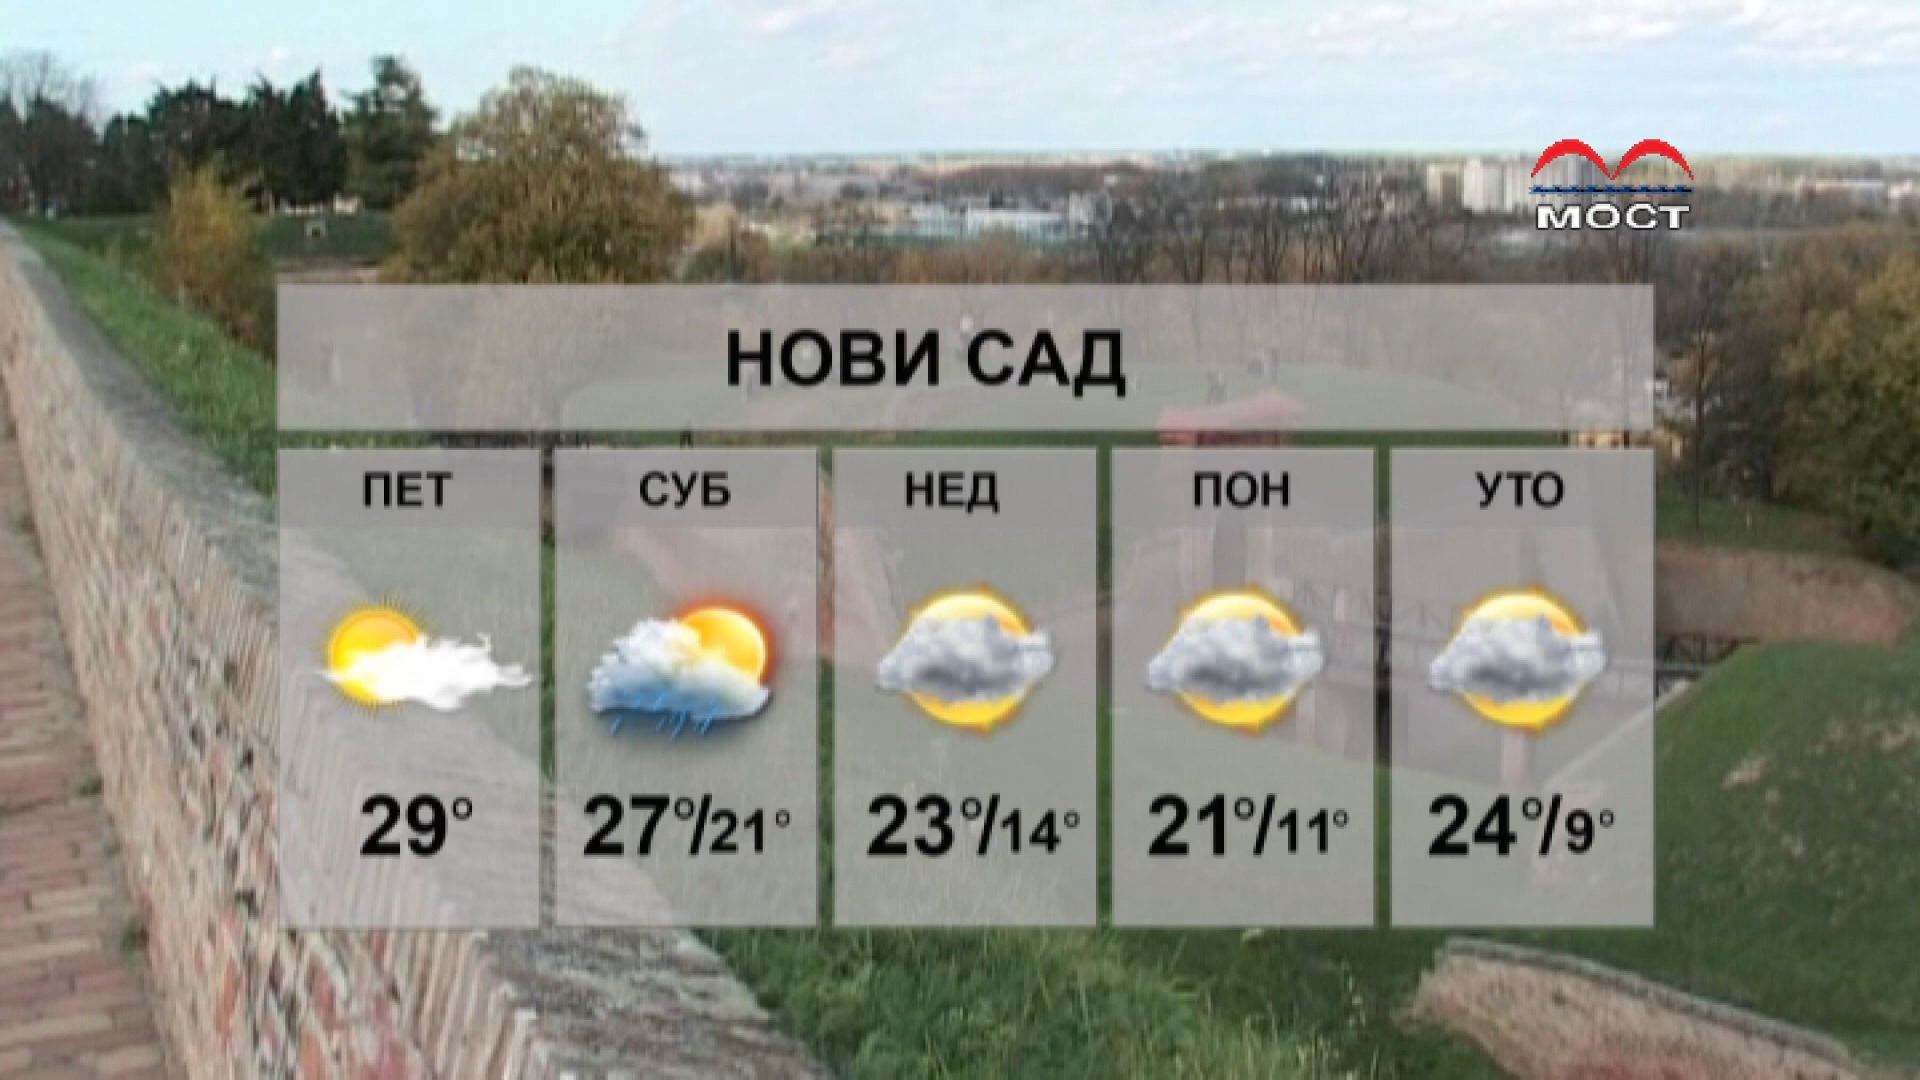 МОСТ
НОВИ САД
ПЕТ СУБ НЕД ПОН УТО
29° 27°/21° 23°/14° 21°/11° 24°/9°